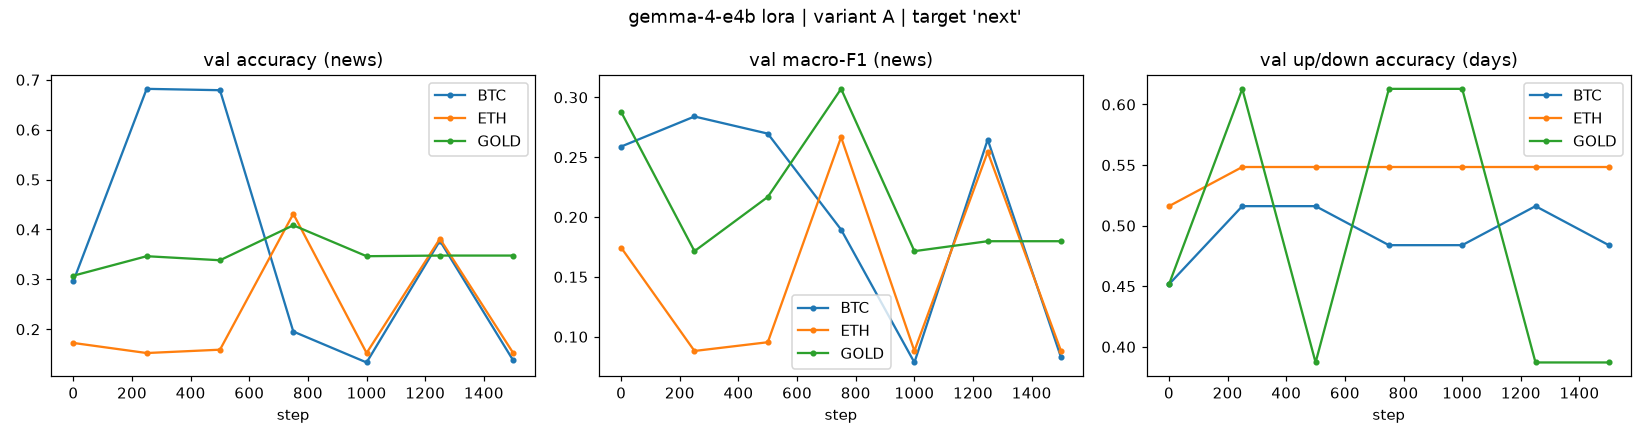 gemma-4-e4b lora | variant A | target 'next'
val accuracy (news)
0.7
0.6
0.5
0.4
0.3
0.2
0 200 400 600 800 1000 1200 1400
step
BTC
ETH
GOLD
val macro-F1 (news)
0.30
0.25
0.20
0.15
0.10
0 200 400 600 800 1000 1200 1400
step
BTC
ETH
GOLD
val up/down accuracy (days)
0.60
0.55
0.50
0.45
0.40
0 200 400 600 800 1000 1200 1400
step
BTC
ETH
GOLD